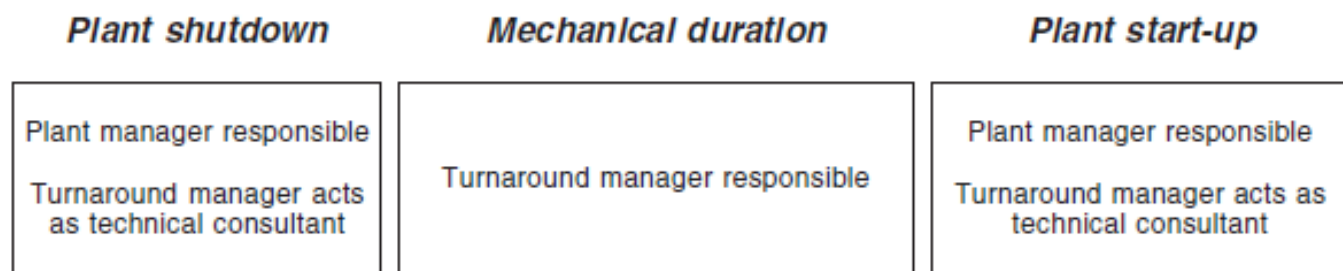 Plant shutdown
Mechanical duration
Plant start-up
Plant manager responsible
Turnaround manager acts
as technical consultant
Turnaround manager responsible
Plant manager responsible
Turnaround manager acts as
technical consultant